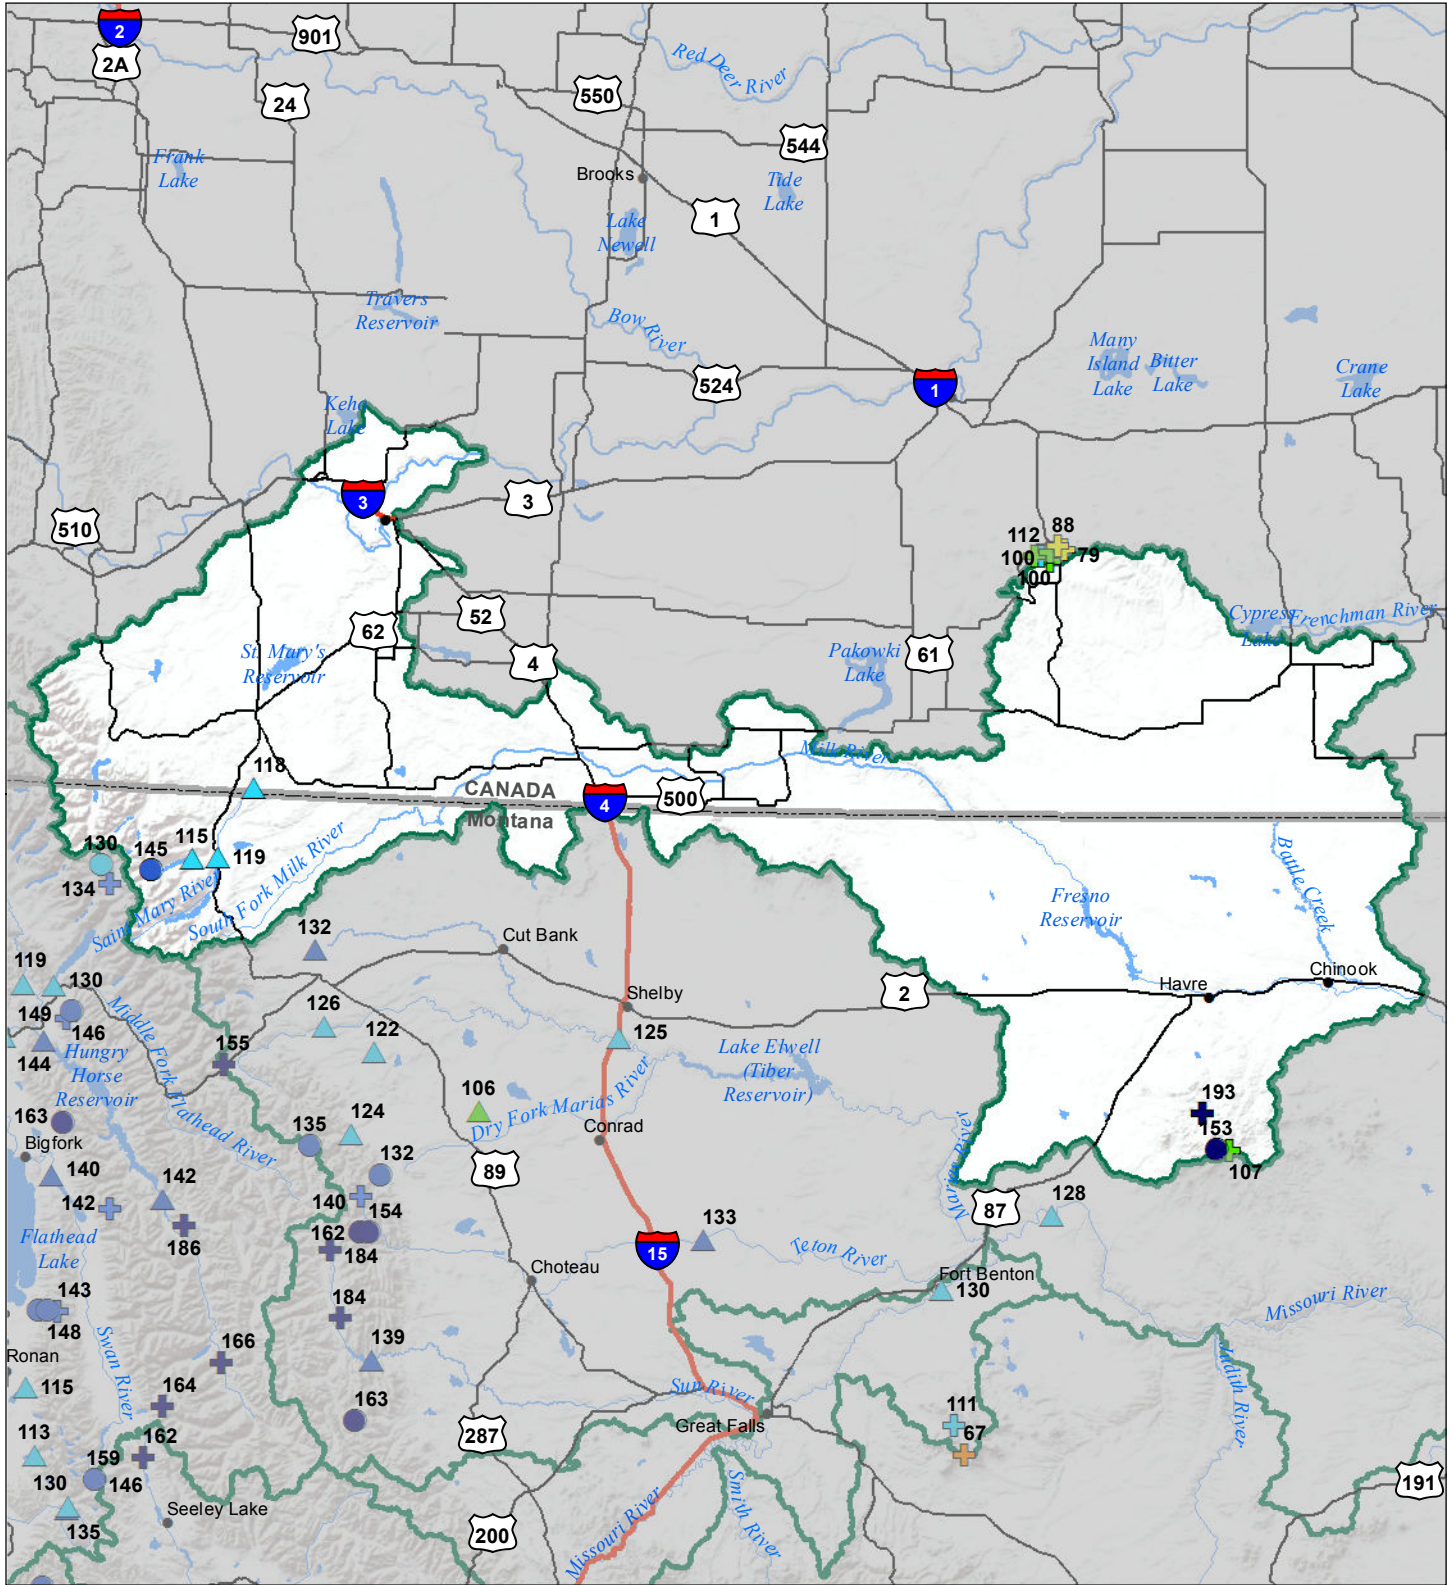 2
901
2A
24
550
Red Deer River
544
Frank
Lake
Brooks
Tide
Lake
1
Lake
Newell
Travers
Reservoir
Bow River
Many
Island
Lake
Bitter
Lake
Crane
Lake
524
1
Keho
Lake
3
3
510
112
88
100
79
100
52
62
Cypress
Lake
Frenchman River
St. Mary's
Reservoir
4
Pakowki
Lake
61
Milk River
118
CANADA
Montana
4
500
130
145
115
119
134
Saint Mary River
South Fork Milk River
Battle Creek
Fresno
Reservoir
132
Cut Bank
119
130
Chinook
Havre
2
Shelby
149
146
126
122
125
144
Hungry
Horse
Reservoir
Middle Fork Flathead River
155
Lake Elwell
(Tiber
Reservoir)
106
Dry Fork Marias River
193
163
Bigfork
135
124
Conrad
153
107
140
132
89
142
142
140
154
Marias River
87
128
186
162
184
133
Teton River
Flathead
Lake
15
Choteau
Fort Benton
130
143
148
184
Missouri River
Swan River
Ronan
166
139
115
164
163
Sun River
Judith River
Great Falls
111
67
113
162
287
159
130
146
135
Seeley Lake
200
Missouri River
Smith River
191